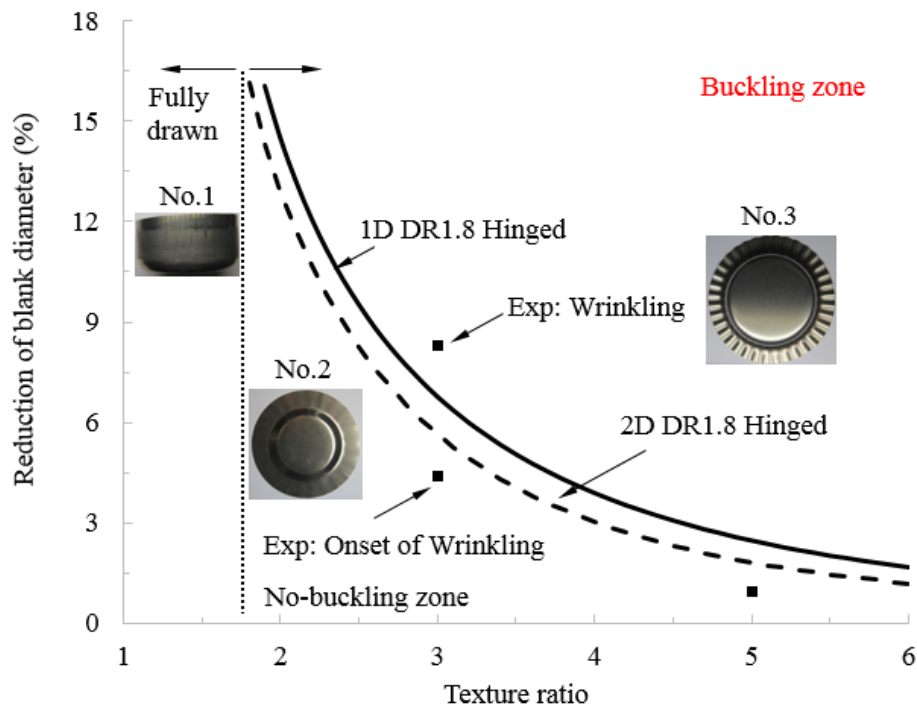 Reduction of blank diameter (%)
18
15
12
9
6
3
0
Fully
drawn
Buckling zone
No.1
1D DR1.8 Hinged
No.3
Exp: Wrinkling
No.2
2D DR1.8 Hinged
Exp: Onset of Wrinkling
No-buckling zone
1 2 3 4 5 6
Texture ratio